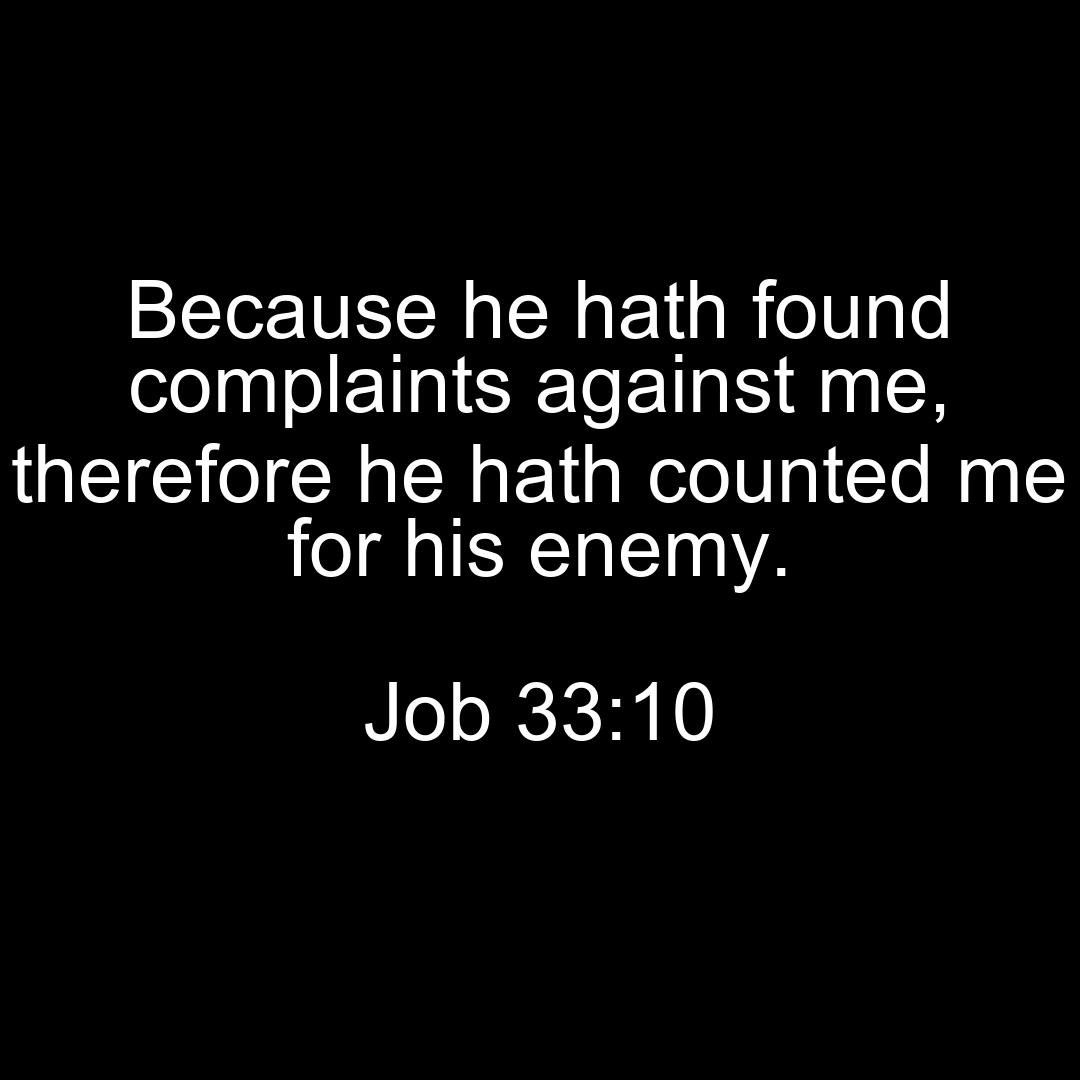 Because he hath found
complaints against me,
therefore he hath counted me
for his enemy.
Job 33:10